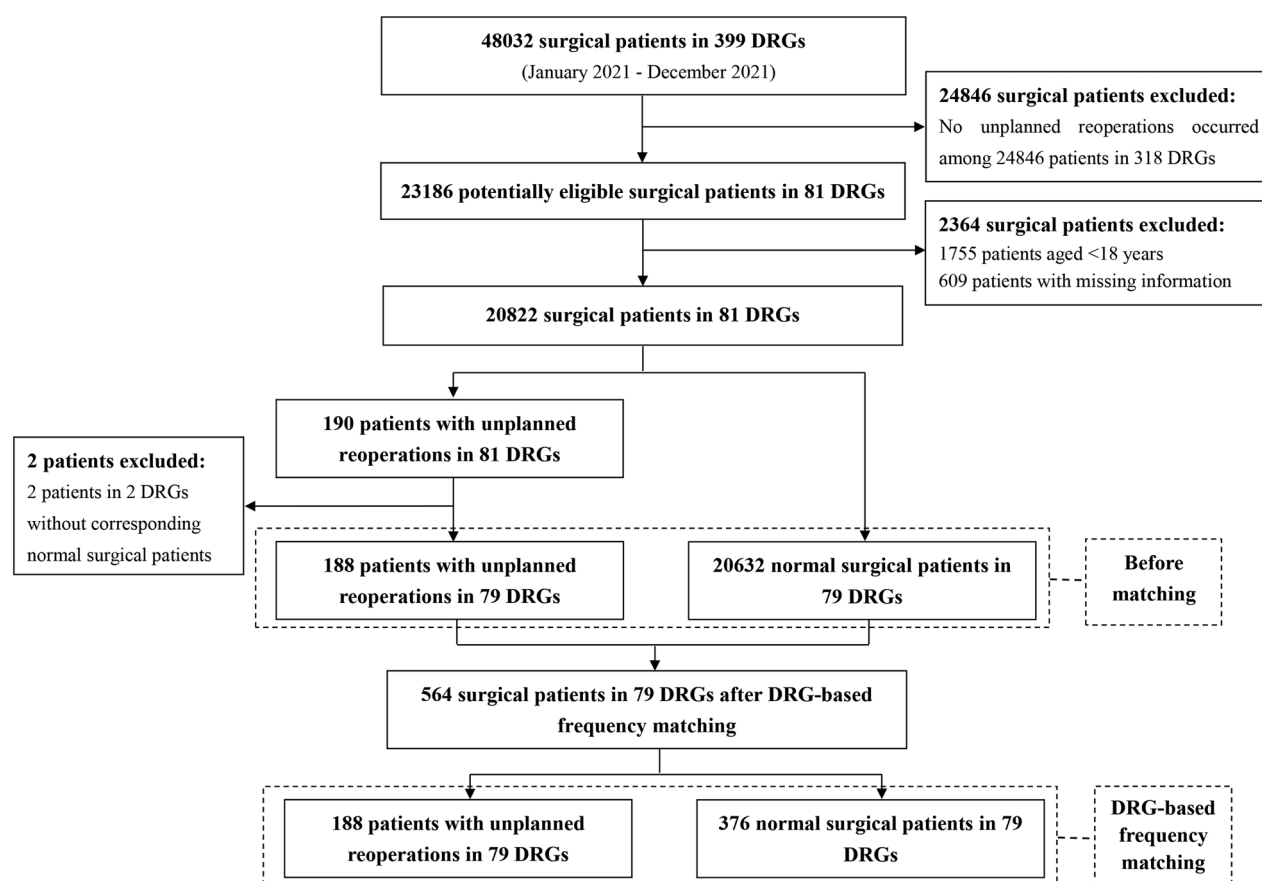 48032 surgical patients in 399 DRGs
(January 2021 - December 2021)
24846 surgical patients excluded:
No unplanned reoperations occurred
among 24846 patients in 318 DRGs
23186 potentially eligible surgical patients in 81 DRGs
2364 surgical patients excluded:
1755 patients aged <18 years
609 patients with missing information
20822 surgical patients in 81 DRGs
190 patients with unplanned
reoperations in 81 DRGs
2 patients excluded:
2 patients in 2 DRGs
without corresponding
normal surgical patients
188 patients with unplanned
reoperations in 79 DRGs
20632 normal surgical patients in
79 DRGs
Before
matching
564 surgical patients in 79 DRGs after DRG-based
frequency matching
188 patients with unplanned
reoperations in 79 DRGs
376 normal surgical patients in 79
DRGs
DRG-based
frequency
matching